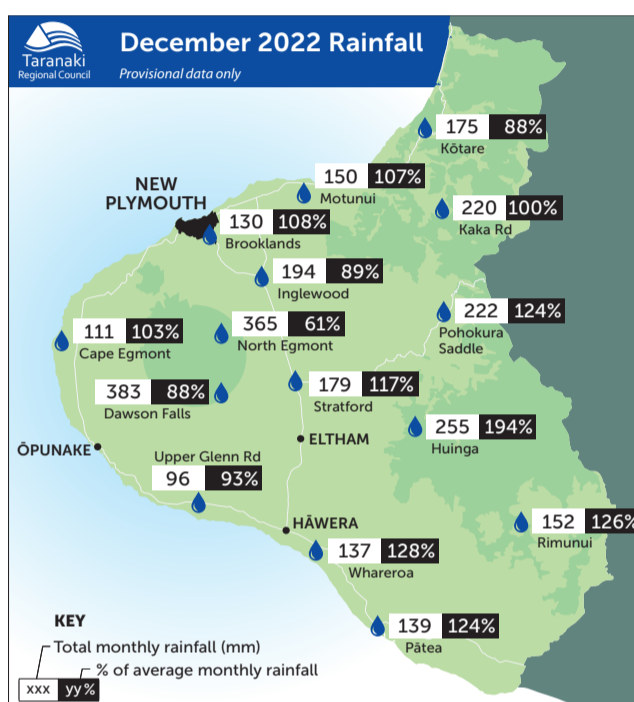 Taranaki
Regional Council
December 2022 Rainfall
Provisional data only
175 88%
Kōtare
150 107%
Motunui
NEW
PLYMOUTH
220 100%
Kaka Rd
130 108%
Brooklands
194 89%
Inglewood
222 124%
Pohokura
Saddle
365 61%
North Egmont
111 103%
Cape Egmont
383 88%
Dawson Falls
179 117%
Stratford
255 194%
Huinga
ELTHAM
ŌPUNAKE
Upper Glenn Rd
96 93%
HĀWERA
152 126%
Rimunui
137 128%
Whareroa
139 124%
Pātea
KEY
Total monthly rainfall (mm)
% of average monthly rainfall
xxx yy%